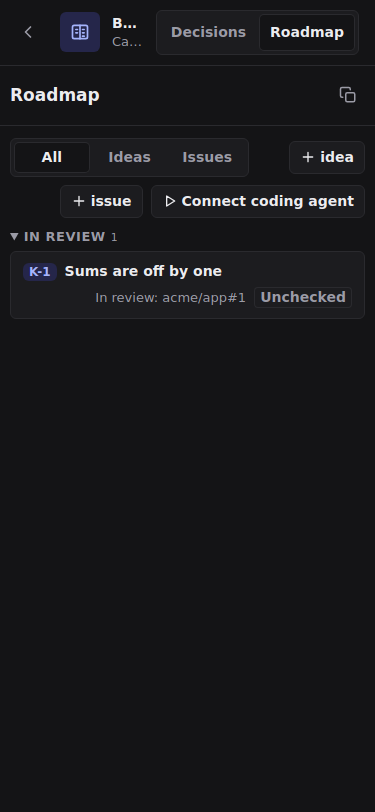 B…
Ca…
Decisions
Roadmap
Roadmap
All
Ideas
Issues
+ idea
+ issue
Connect coding agent
IN REVIEW 1
K-1 Sums are off by one
In review: acme/app#1 Unchecked